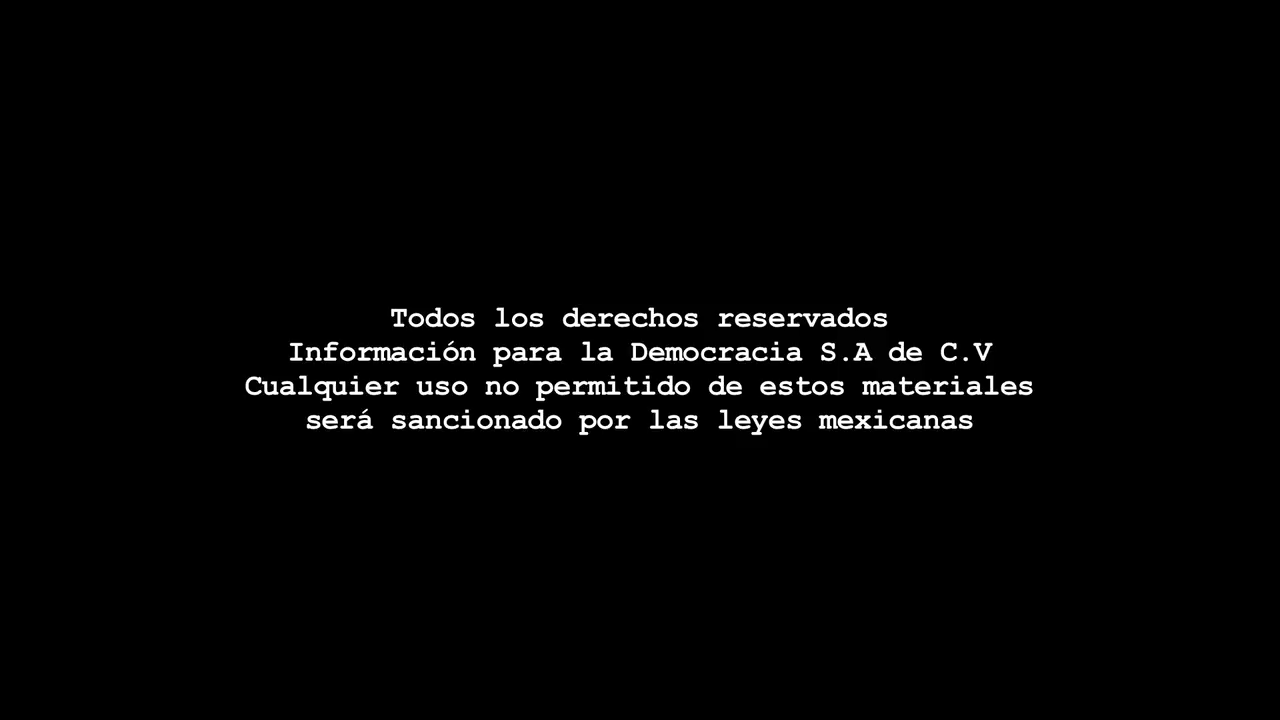 Todos los derechos reservados
Información para la Democracia S.A de C.V
Cualquier uso no permitido de estos materiales
será sancionado por las leyes mexicanas